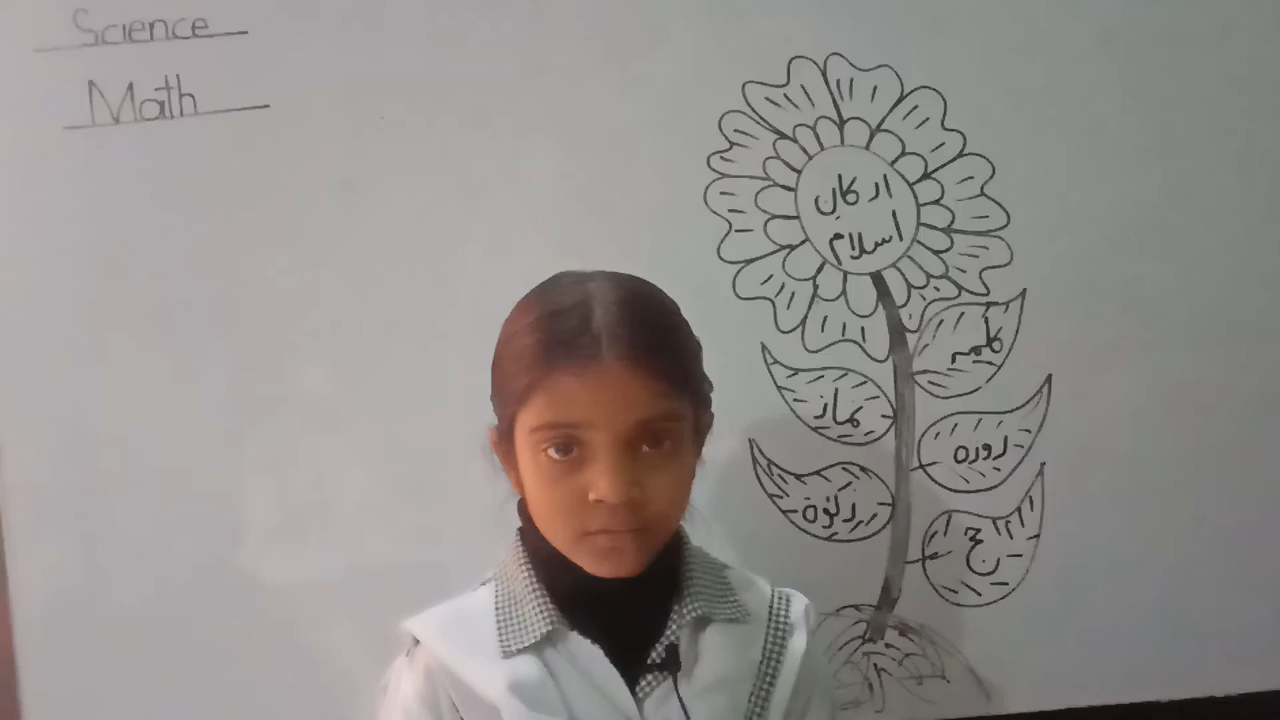 Science
Math
ارکان
اسلام
کلمہ
نماز
روزہ
زکوٰۃ
حج